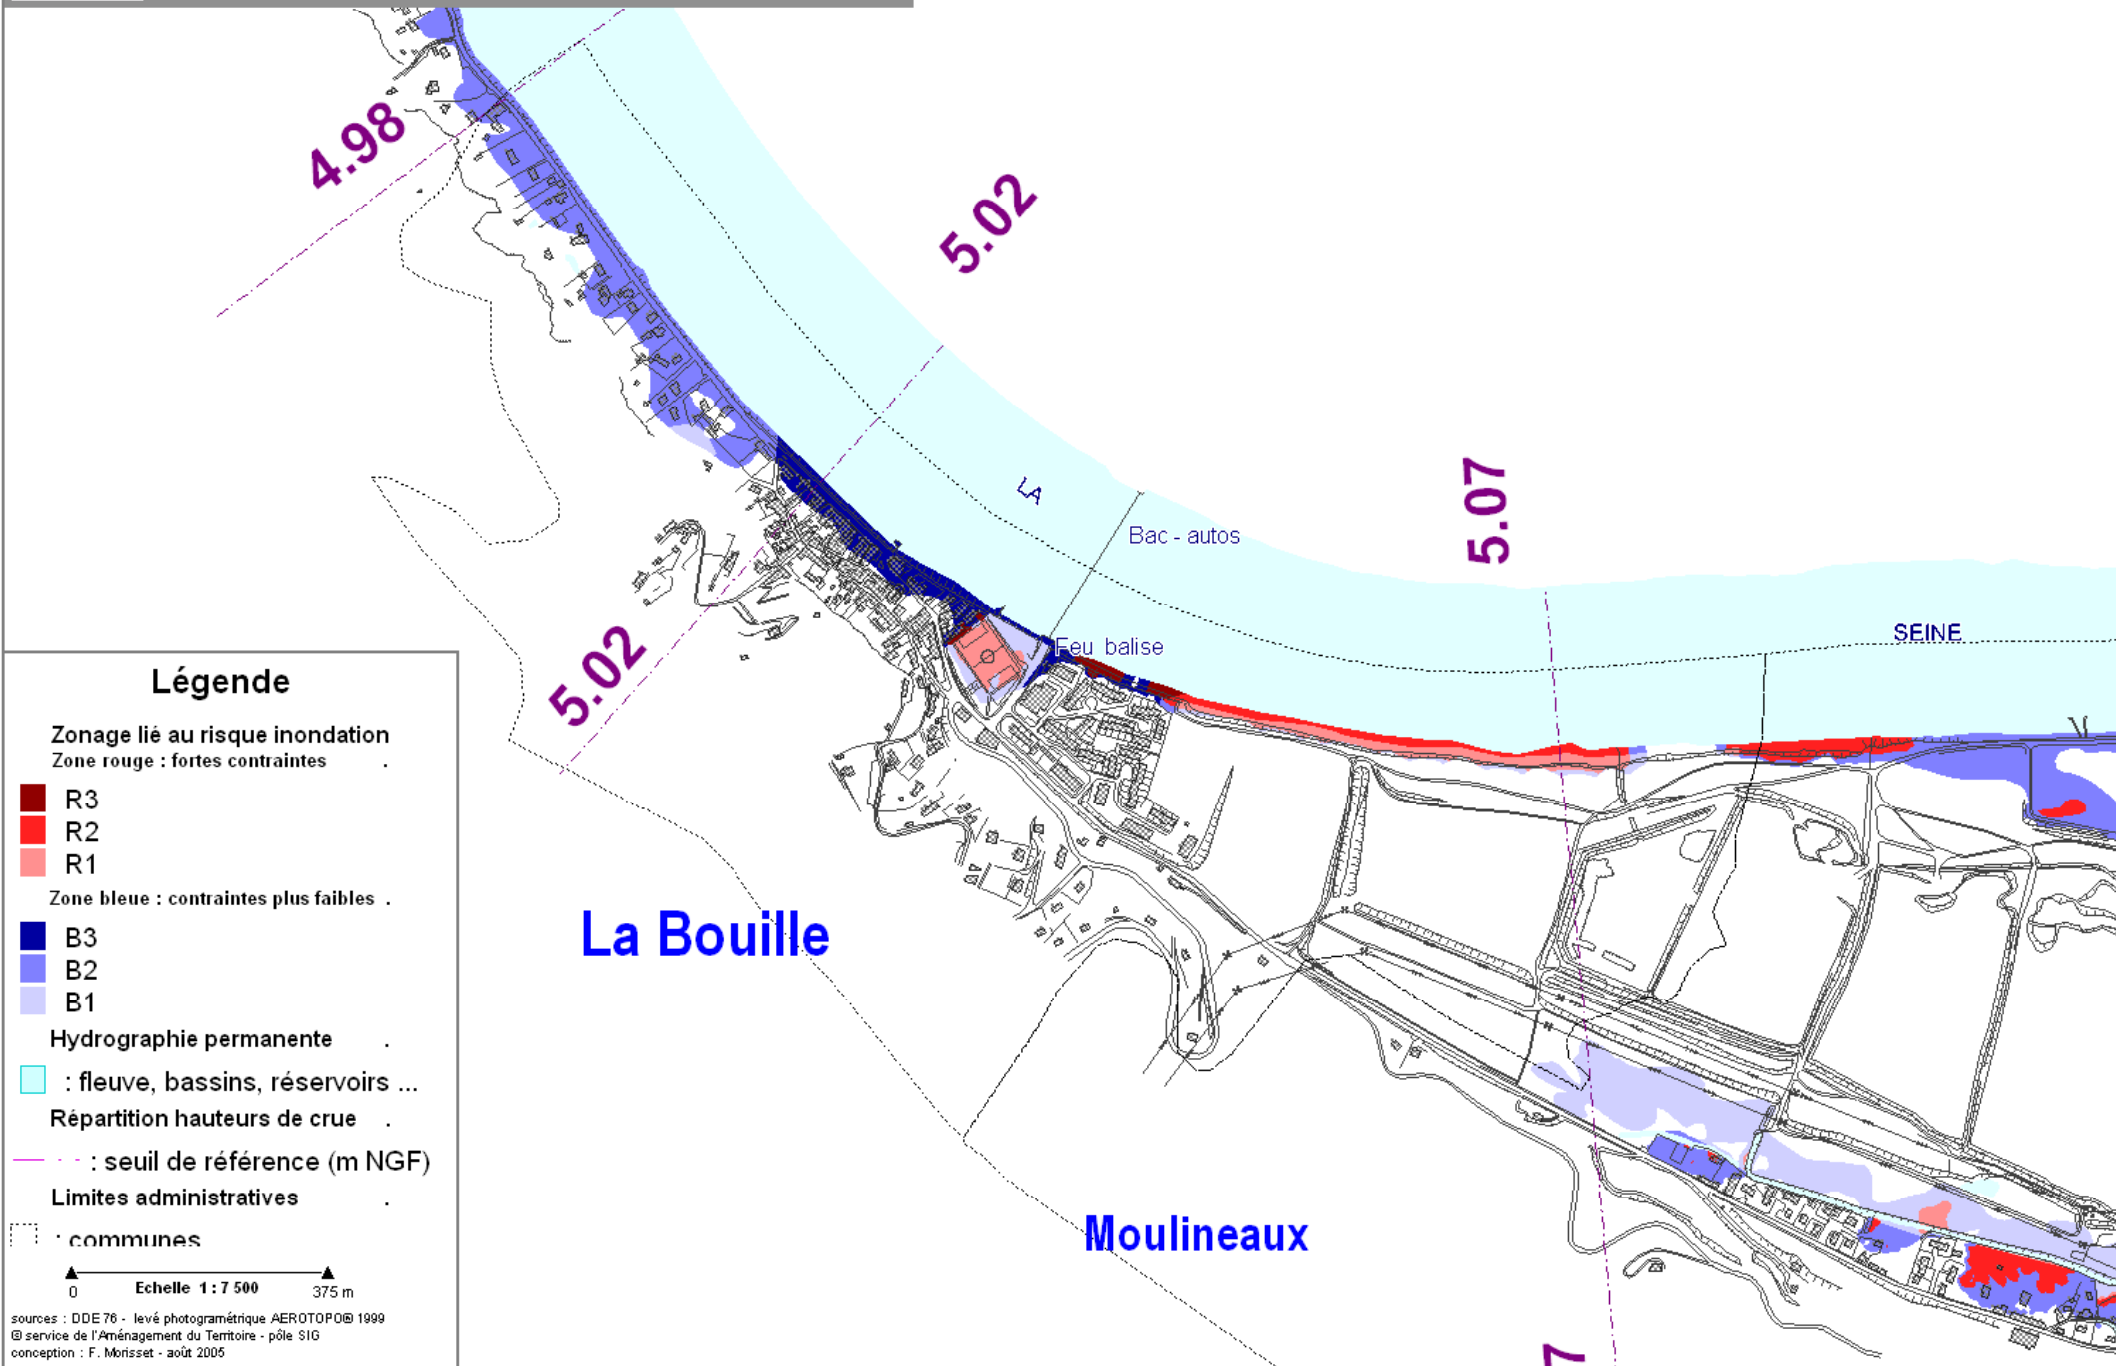 4.98
5.02
LA
Bac - autos
5.07
SEINE
Feu balise
5.02
La Bouille
Moulineaux
7
Légende
Zonage lié au risque inondation
Zone rouge : fortes contraintes .
R3
R2
R1
Zone bleue : contraintes plus faibles .
B3
B2
B1
Hydrographie permanente .
: fleuve, bassins, réservoirs ...
Répartition hauteurs de crue .
: seuil de référence (m NGF)
Limites administratives .
: communes
0 Echelle 1 : 7 500 375 m
sources : DDE 76 - levé photogramétrique AEROTOPO® 1999
@ service de l'Aménagement du Territoire - pôle SIG
conception : F. Morisset - août 2005